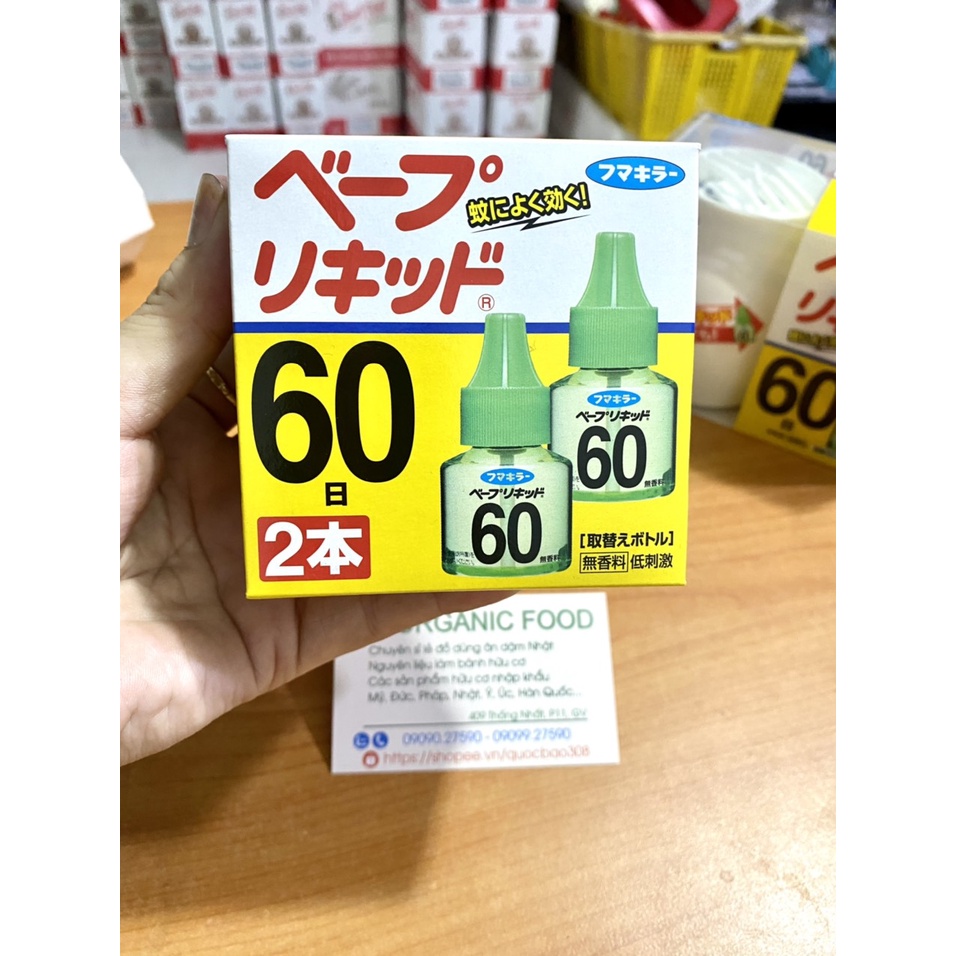 ベープ
リキッド®
蚊によく効く!
フマキラー
60
日
2本
フマキラー
ベープリキッド
60
無香料
フマキラー
ベープリキッド
60
無香料
[取替えボトル]
無香料 低刺激
60
日
ORGANIC FOOD
Chuyên sỉ lẻ đồ dùng ăn dặm Nhật
Nguyên liệu làm bánh hữu cơ
Các sản phẩm hữu cơ nhập khẩu
Mỹ, Đức, Pháp, Nhật, Ý, Úc, Hàn Quốc...
409 Thống Nhất, P.11, GV
09090.27590 - 09099.27590
https://shopee.vn/quocbao308